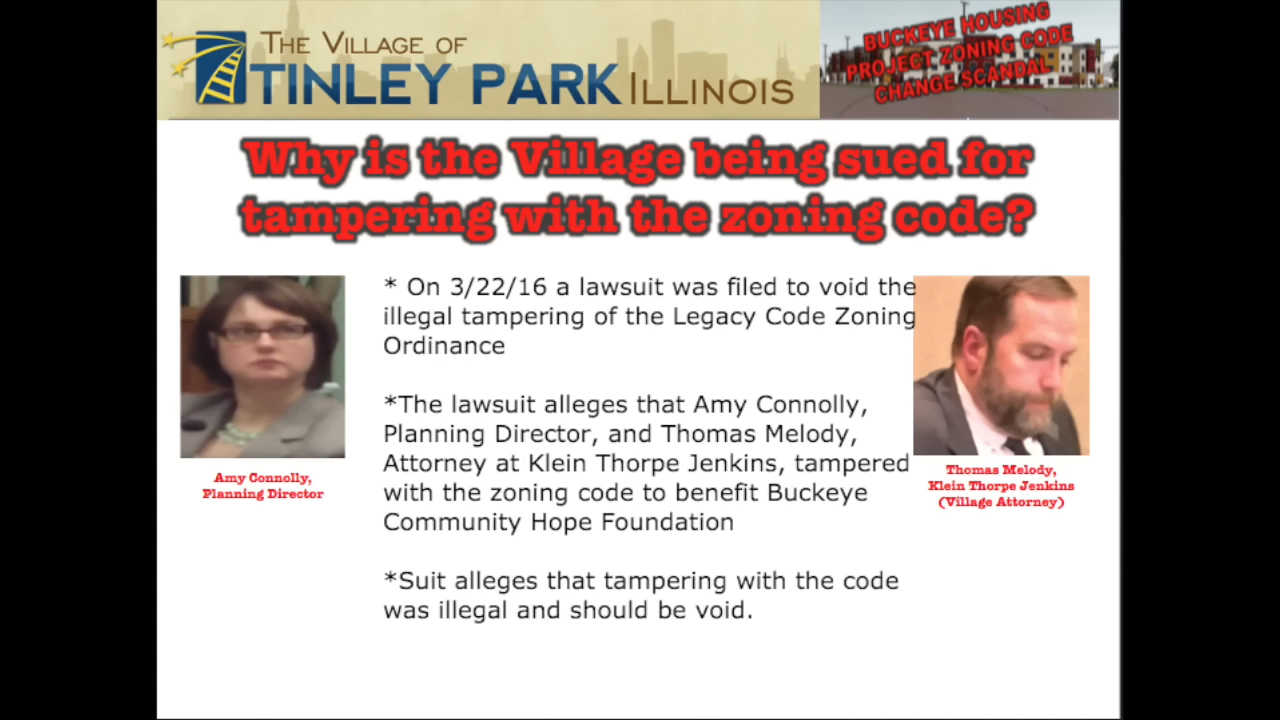 THE VILLAGE OF
TINLEY PARK ILLINOIS
BUCKEYE HOUSING
PROJECT ZONING CODE
CHANGE SCANDAL
Why is the Village being sued for
tampering with the zoning code?
* On 3/22/16 a lawsuit was filed to void the
illegal tampering of the Legacy Code Zoning
Ordinance
*The lawsuit alleges that Amy Connolly,
Planning Director, and Thomas Melody,
Attorney at Klein Thorpe Jenkins, tampered
with the zoning code to benefit Buckeye
Community Hope Foundation
*Suit alleges that tampering with the code
was illegal and should be void.
Amy Connolly,
Planning Director
Thomas Melody,
Klein Thorpe Jenkins
(Village Attorney)